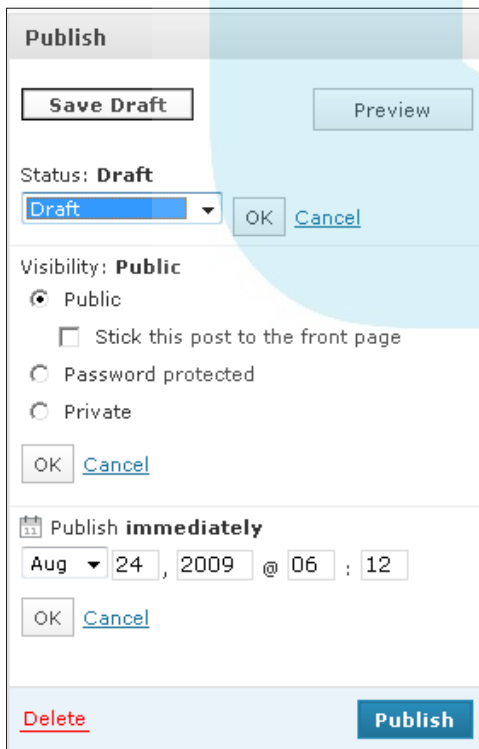 Publish
Save Draft Preview
Status: Draft
Draft OK Cancel
Visibility: Public
Public
Stick this post to the front page
Password protected
Private
OK Cancel
11 Publish immediately
Aug 24 , 2009 @ 06 : 12
OK Cancel
Delete Publish